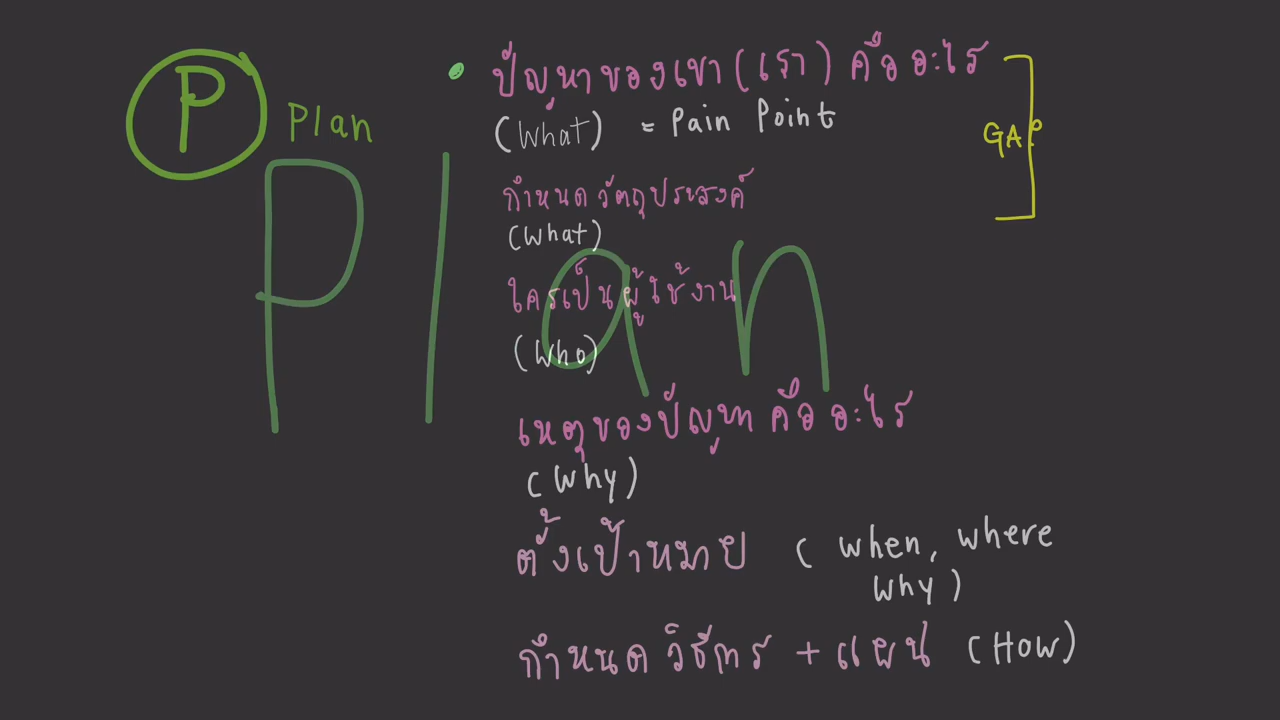 P Plan
Plan
ปัญหาของเขา (เรา) คืออะไร
(What) = Pain Point
GAP
กำหนดวัตถุประสงค์
(What)
ใครเป็นผู้ใช้งาน
(Who)
เหตุของปัญหาคืออะไร
(Why)
ตั้งเป้าหมาย (when, where
why)
กำหนดวิธีการ + แผน (HOW)